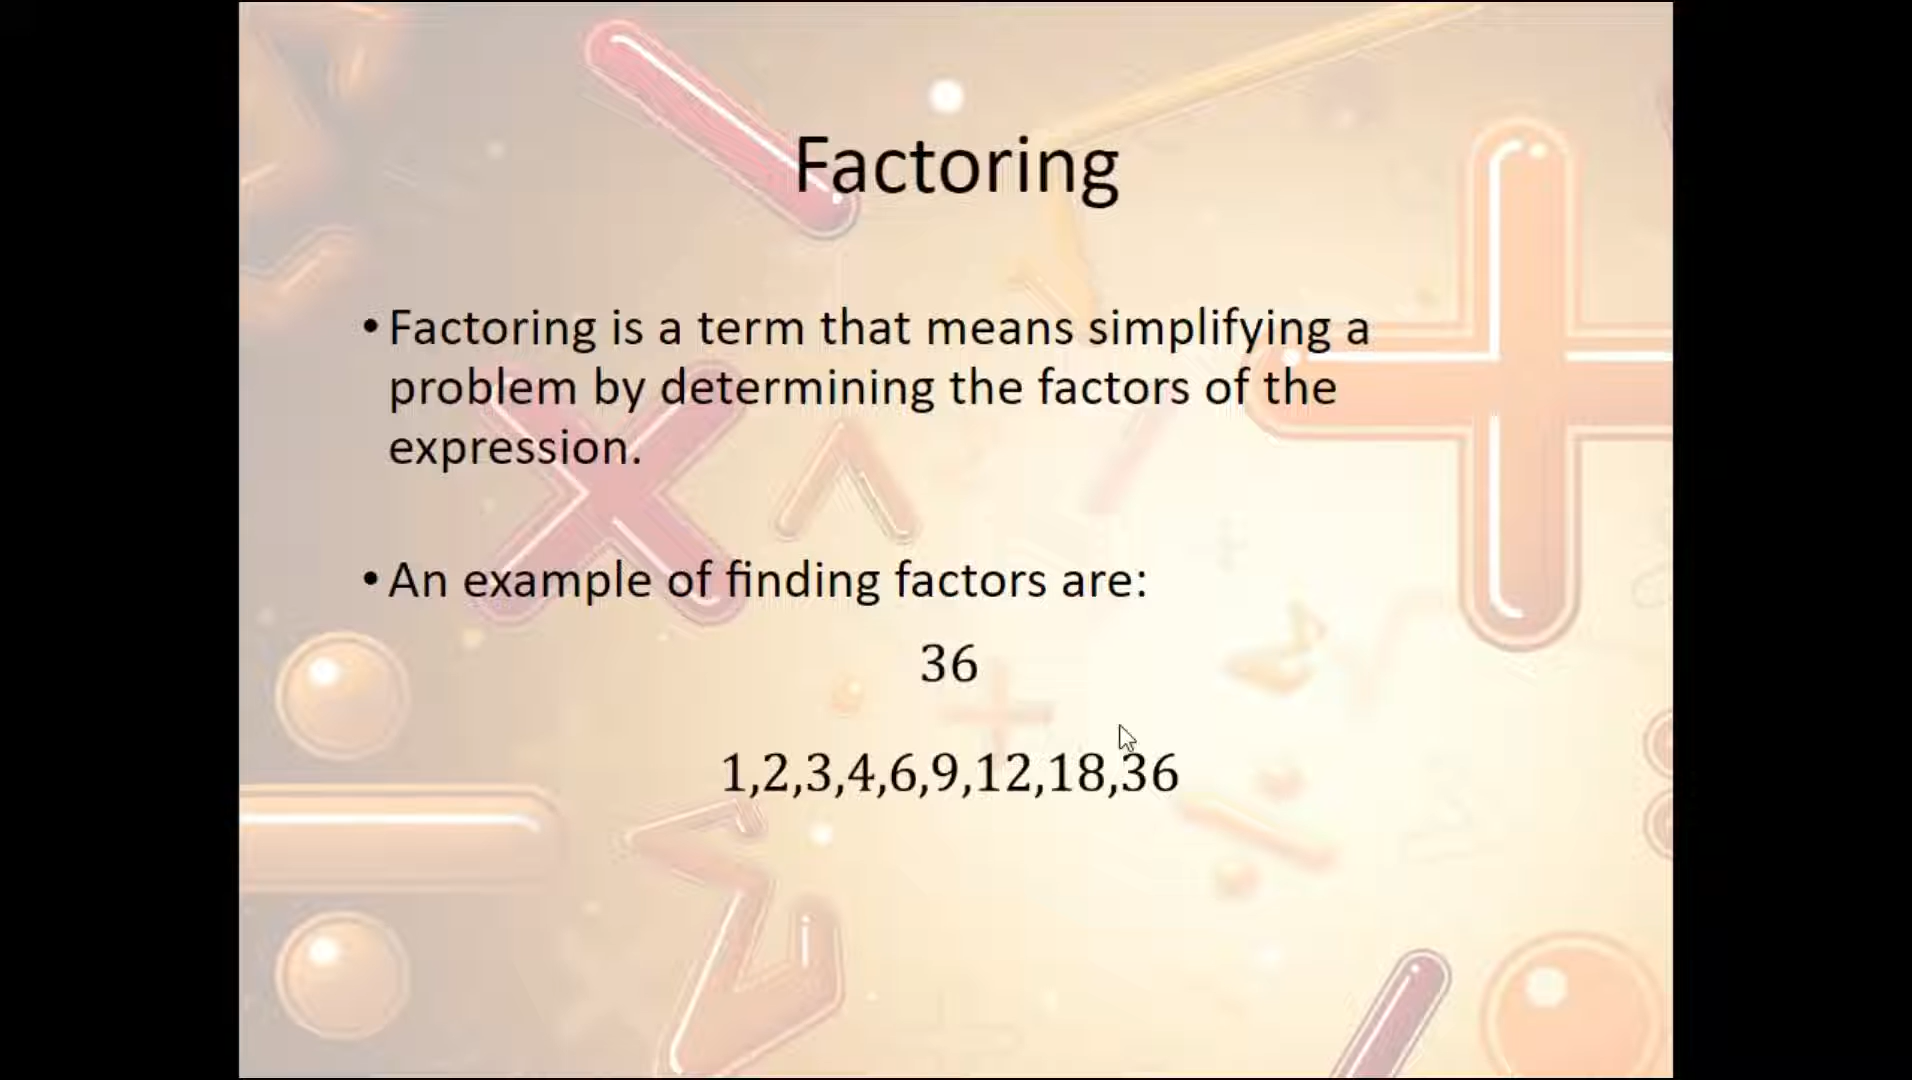 Factoring
• Factoring is a term that means simplifying a
problem by determining the factors of the
expression.
• An example of finding factors are:
36
1,2,3,4,6,9,12,18,36